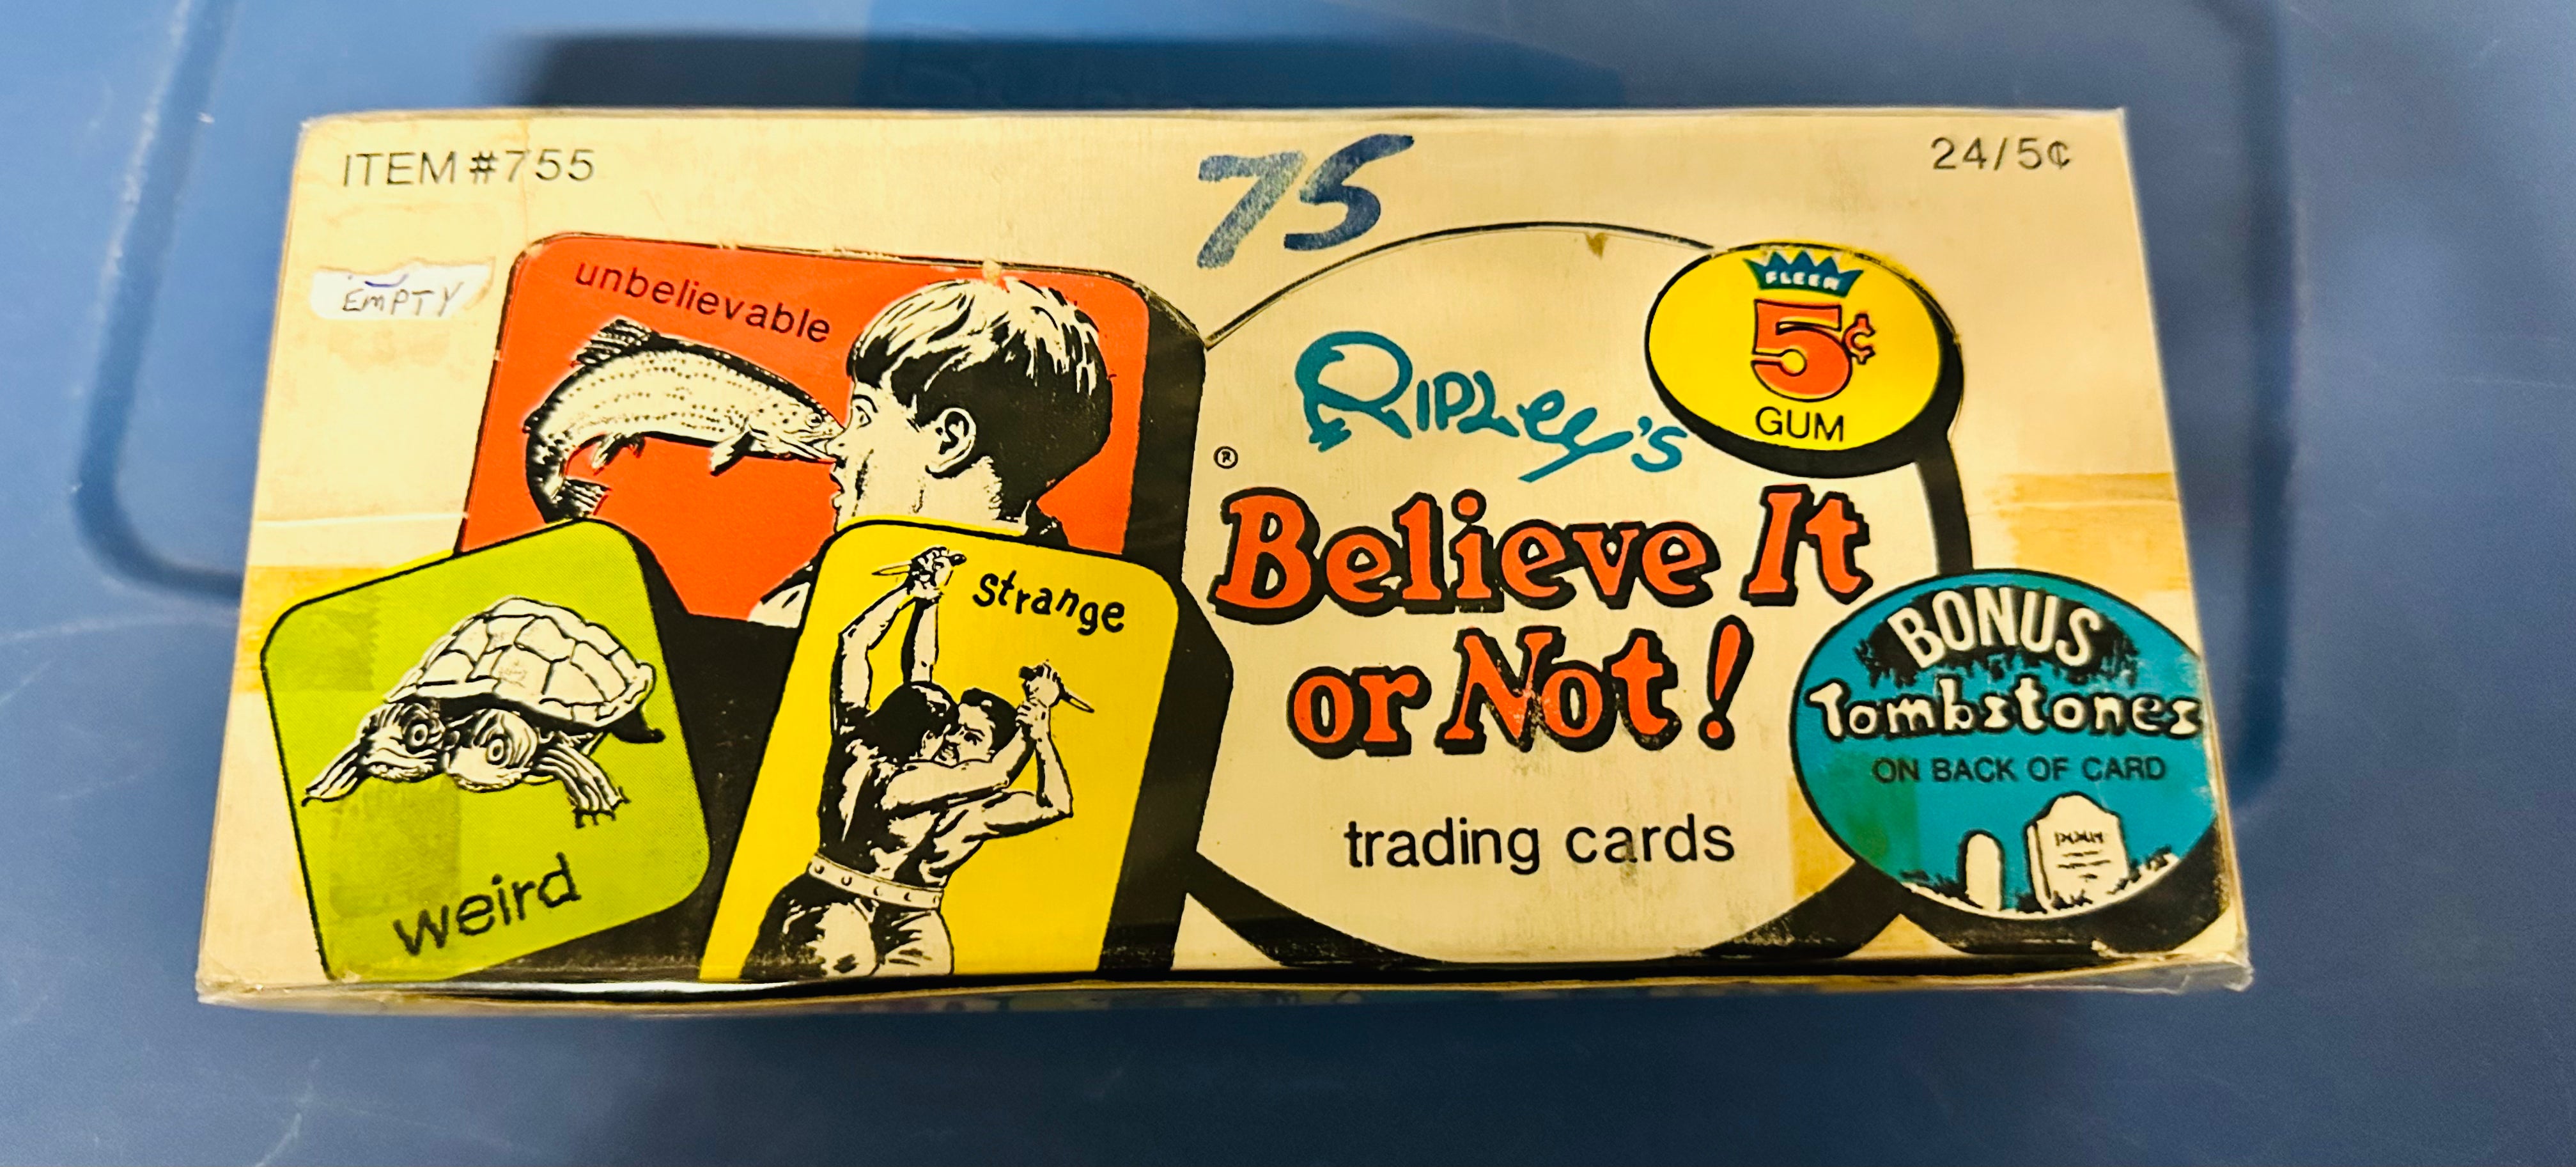 ITEM #755
75
24/5¢
EMPTY
unbelievable
FLEER
5¢
GUM
RIPLEY'S
®
Believe It
or Not!
strange
weird
trading cards
BONUS
Tombstones
ON BACK OF CARD